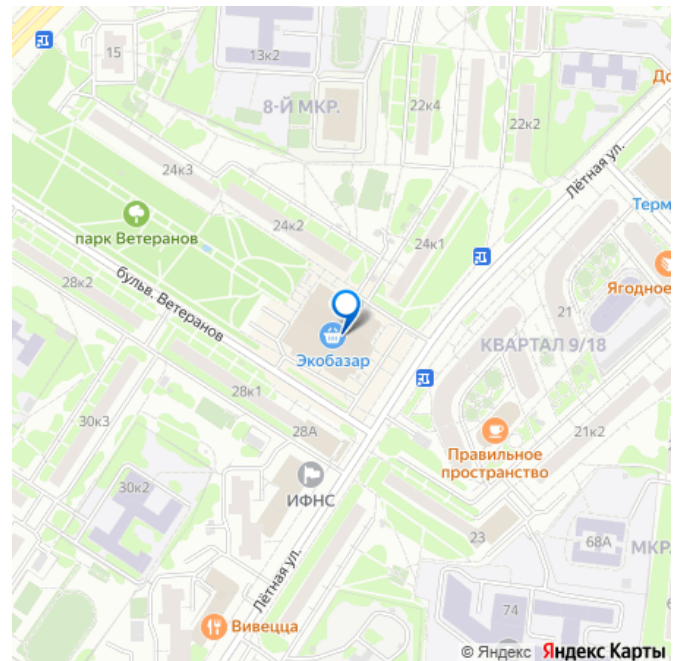 15
13к2
8-Й МКР.
22к4
22к2
До
Лётная ул.
24к3
24к2
24к1
Терм
парк Ветеранов
28к2
бульв. Ветеранов
Ягодное
21
Экобазар
КВАРТАЛ 9/18
28к1
30к3
28А
21к2
Правильное
пространство
30к2
ИФНС
23
68А
МКР.
Лётная ул.
74
Вивецца
© Яндекс Яндекс Карты